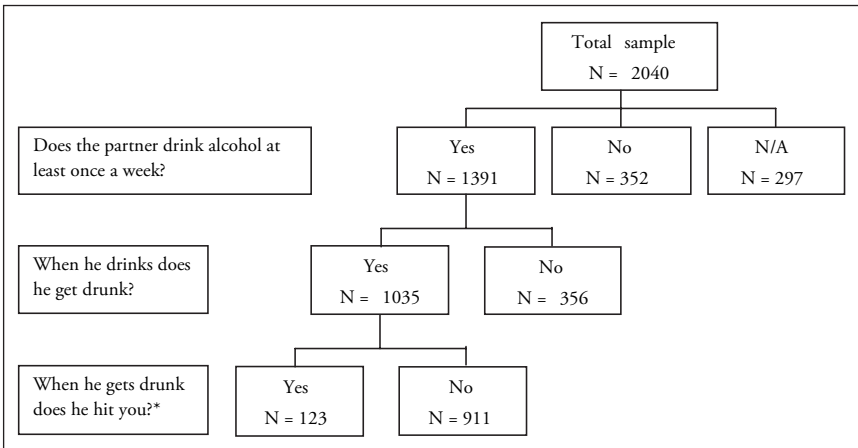 Total sample
N = 2040
Does the partner drink alcohol at
least once a week?
Yes
N = 1391
No
N = 352
N/A
N = 297
When he drinks does
he get drunk?
Yes
N = 1035
No
N = 356
When he gets drunk
does he hit you?*
Yes
N = 123
No
N = 911